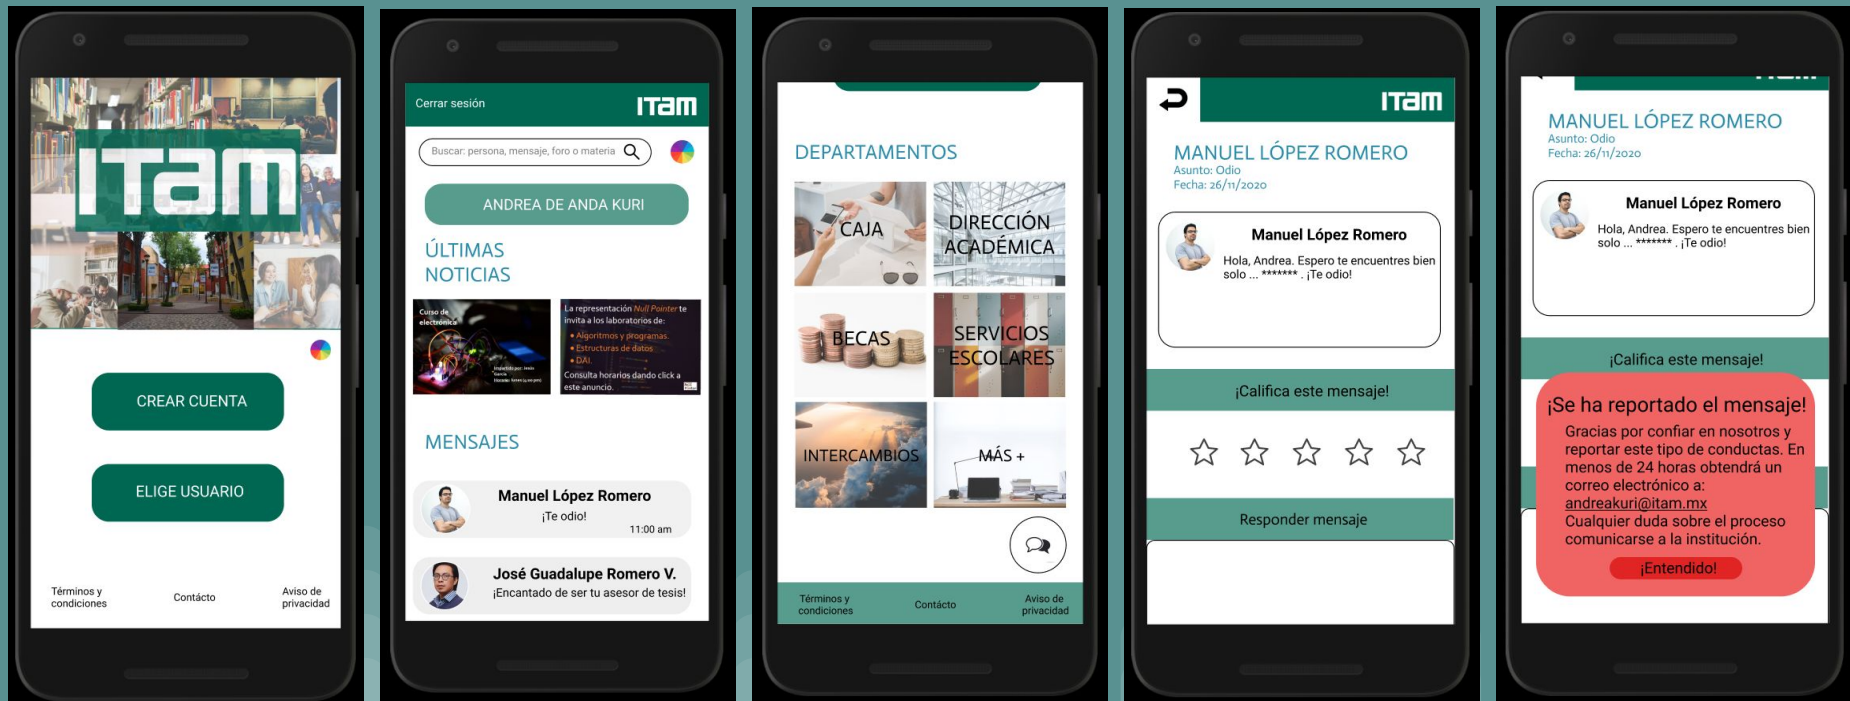 ITAM
CREAR CUENTA
ELIGE USUARIO
Términos y
condiciones
Contácto
Aviso de
privacidad
Cerrar sesión
ITAM
Buscar: persona, mensaje, foro o materia
ANDREA DE ANDA KURI
ÚLTIMAS
NOTICIAS
Curso de
electrónica
La representación Null Pointer te
invita a los laboratorios de:
Algoritmos y programas.
Estructuras de datos
DAI.
Consulta horarios dando click a
este anuncio.
MENSAJES
Manuel López Romero
¡Te odio!
11:00 am
José Guadalupe Romero V.
¡Encantado de ser tu asesor de tesis!
DEPARTAMENTOS
CAJA
DIRECCIÓN
ACADÉMICA
BECAS
SERVICIOS
ESCOLARES
INTERCAMBIOS
MÁS +
Términos y
condiciones
Contácto
Aviso de
privacidad
ITAM
MANUEL LÓPEZ ROMERO
Asunto: Odio
Fecha: 26/11/2020
Manuel López Romero
Hola, Andrea. Espero te encuentres bien
solo ... ******* . ¡Te odio!
¡Califica este mensaje!
Responder mensaje
MANUEL LÓPEZ ROMERO
Asunto: Odio
Fecha: 26/11/2020
Manuel López Romero
Hola, Andrea. Espero te encuentres bien
solo ... ******* . ¡Te odio!
¡Califica este mensaje!
¡Se ha reportado el mensaje!
Gracias por confiar en nosotros y
reportar este tipo de conductas. En
menos de 24 horas obtendrá un
correo electrónico a:
andreakuri@itam.mx
Cualquier duda sobre el proceso
comunicarse a la institución.
¡Entendido!